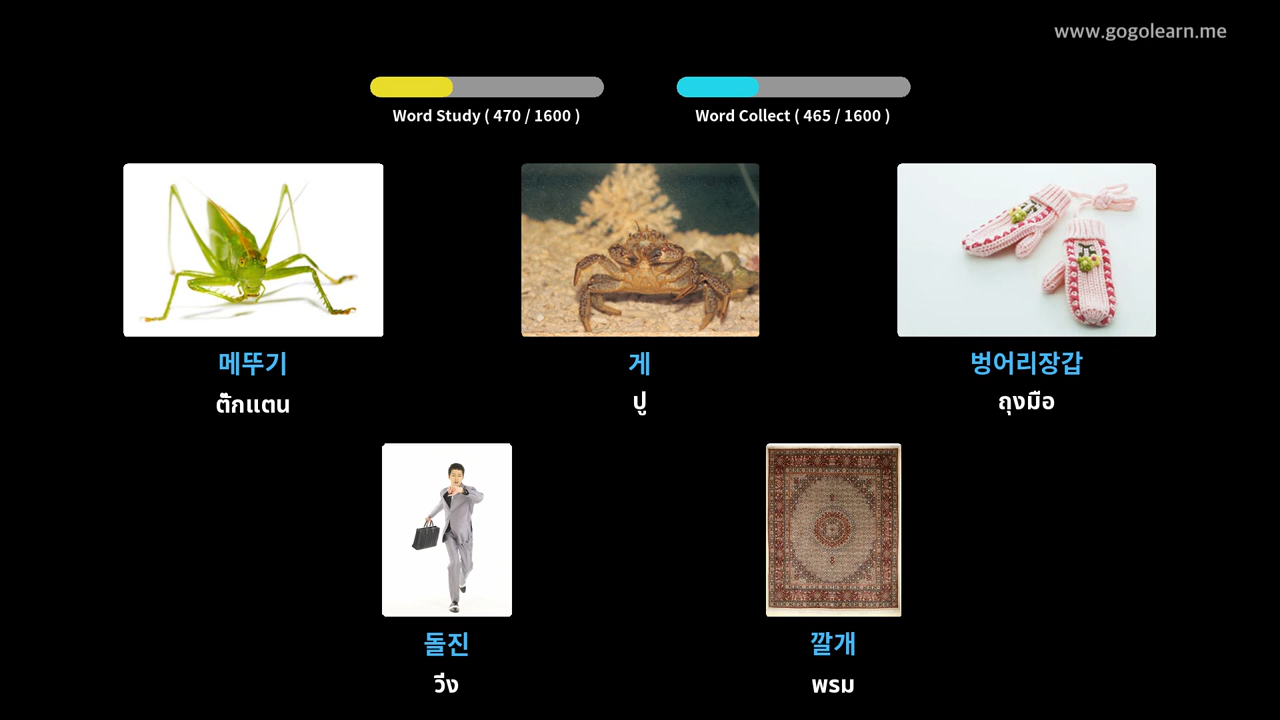 www.gogolearn.me
Word Study ( 470 / 1600 )
Word Collect ( 465 / 1600 )
메뚜기
ตั๊กแตน
게
ปู
벙어리장갑
ถุงมือ
돌진
วิ่ง
깔개
พรม